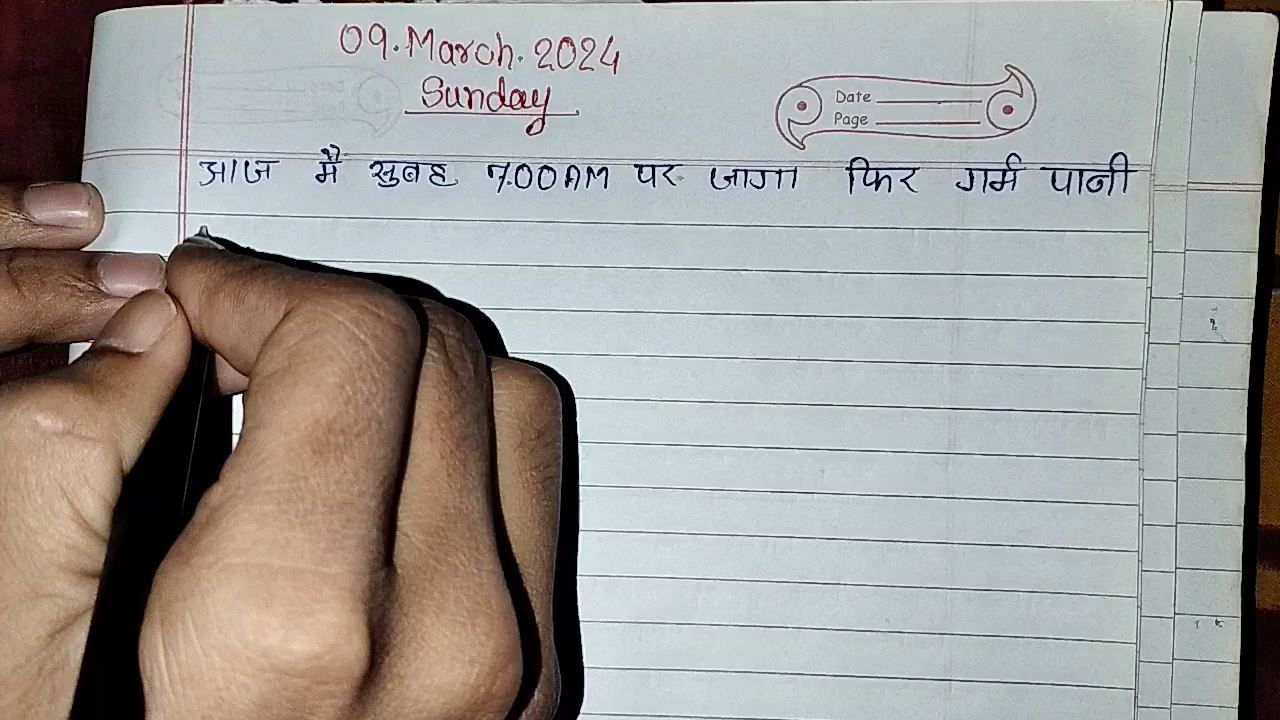 09.March.2024
Sunday
Date
Page
आज मै सुबह 7.00AM पर जागा फिर गर्म पानी